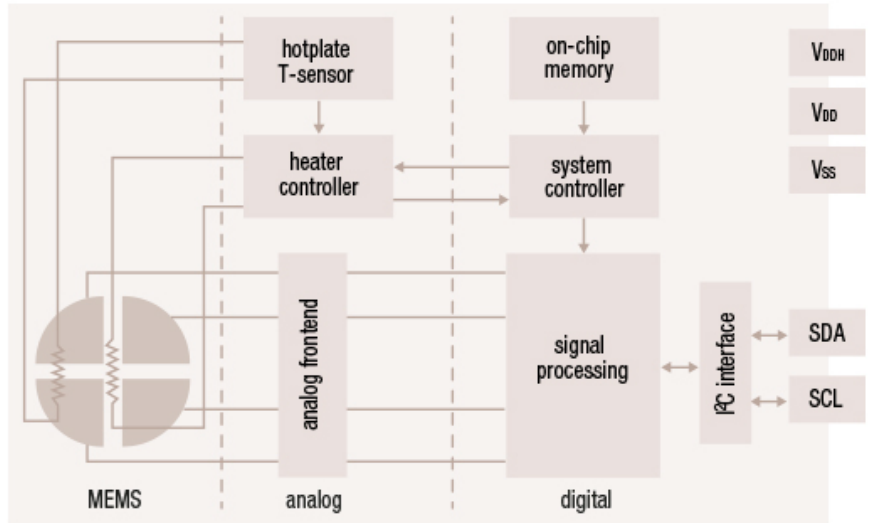 hotplate
T-sensor
on-chip
memory
VDDH
VDD
VSS
heater
controller
system
controller
analog frontend
signal
processing
I²C interface
SDA
SCL
MEMS
analog
digital